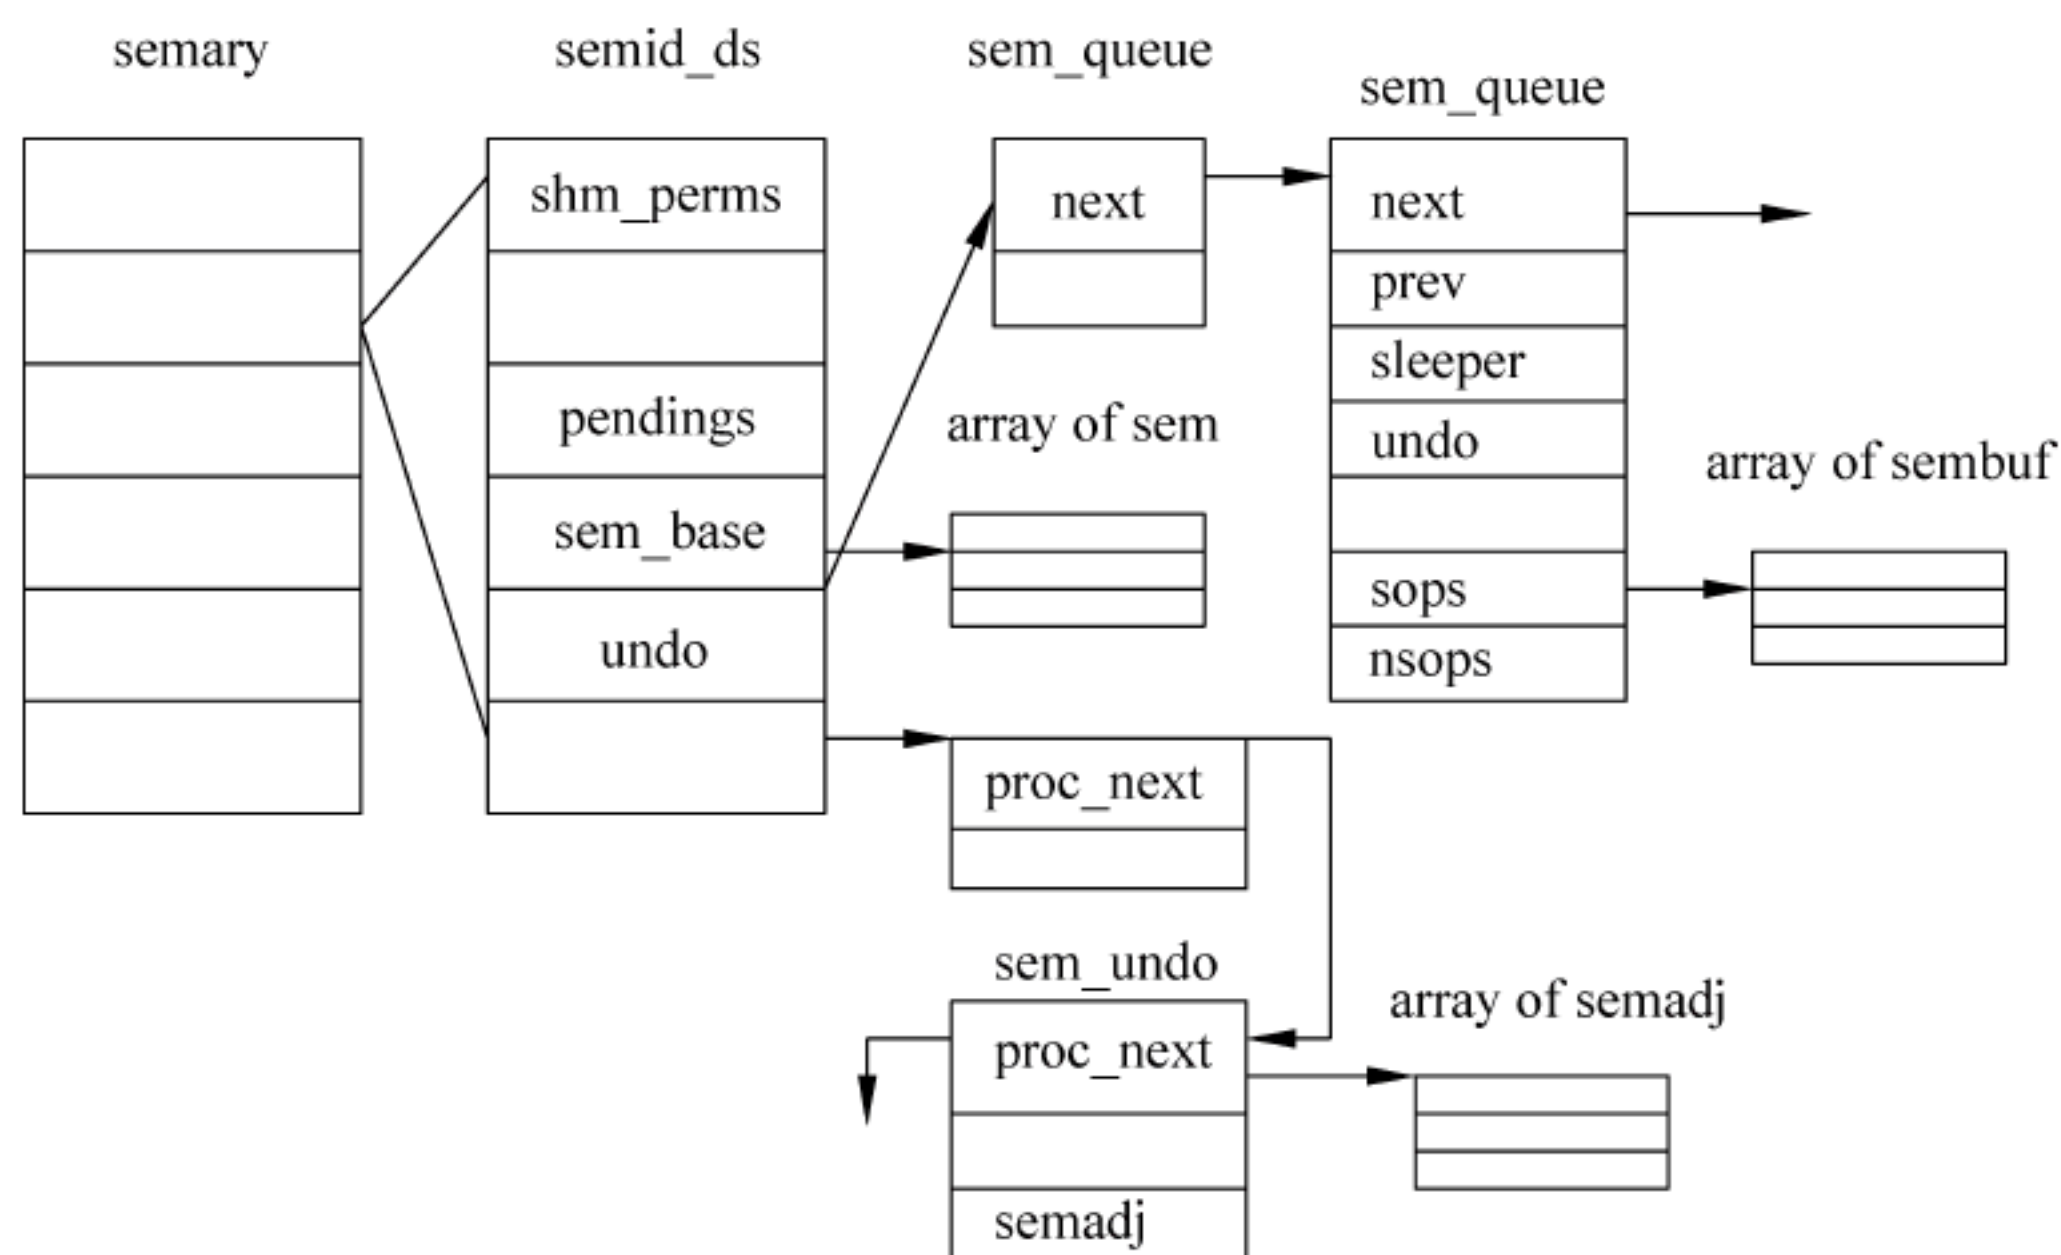 semary
semid_ds
sem_queue
sem_queue
shm_perms
pendings
sem_base
undo
next
array of sem
next
prev
sleeper
undo
sops
nsops
array of sembuf
proc_next
sem_undo
proc_next
semadj
array of semadj